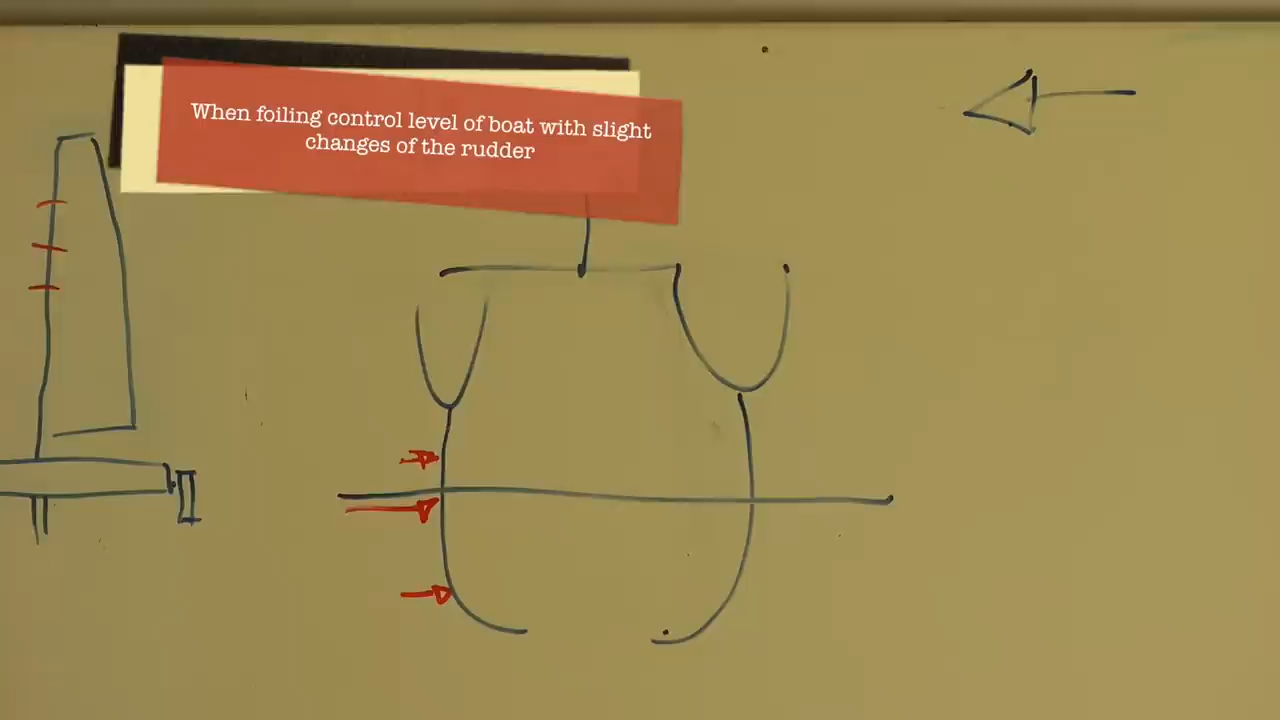 When foiling control level of boat with slight
changes of the rudder